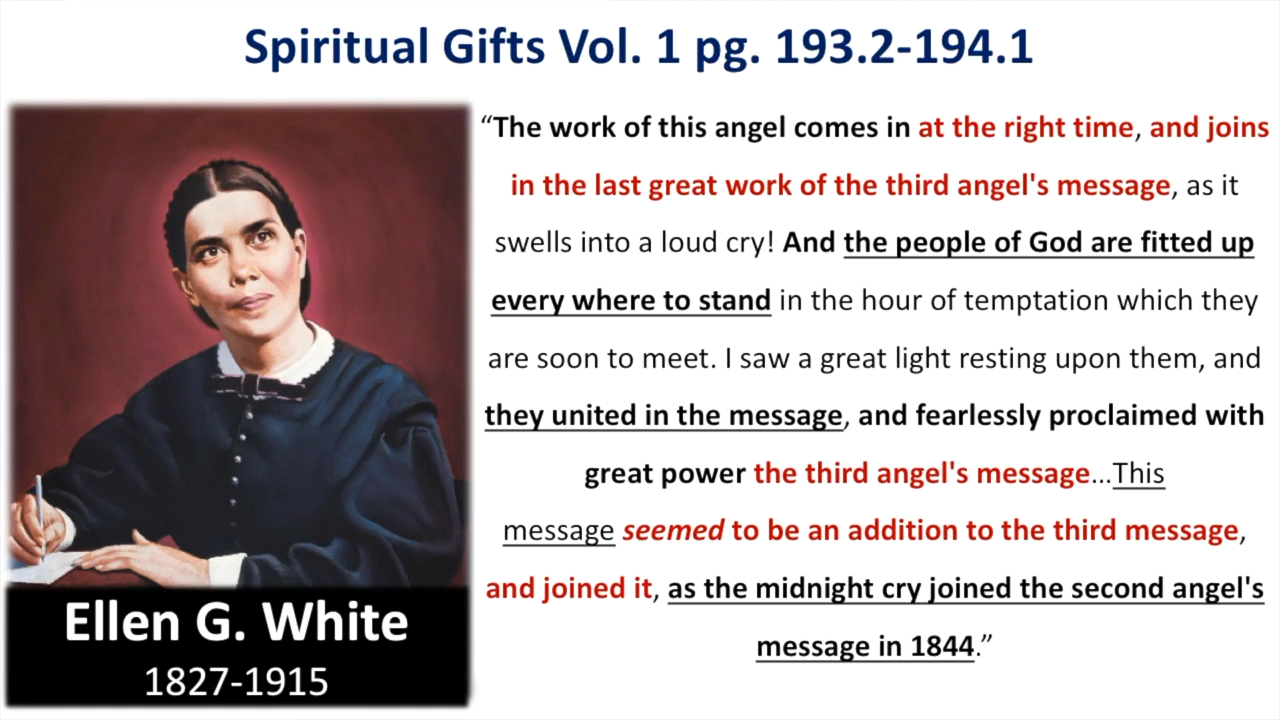 Spiritual Gifts Vol. 1 pg. 193.2-194.1
“The work of this angel comes in at the right time, and joins
in the last great work of the third angel's message, as it
swells into a loud cry! And the people of God are fitted up
every where to stand in the hour of temptation which they
are soon to meet. I saw a great light resting upon them, and
they united in the message, and fearlessly proclaimed with
great power the third angel's message...This
message seemed to be an addition to the third message,
and joined it, as the midnight cry joined the second angel's
message in 1844.”
Ellen G. White
1827-1915